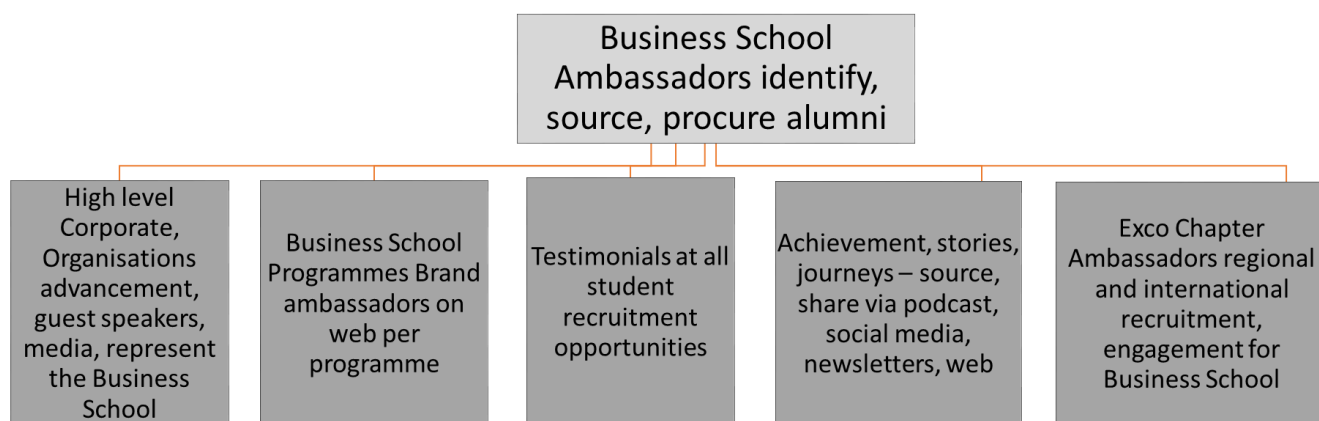 Business School
Ambassadors identify,
source, procure alumni
High level
Corporate,
Organisations
advancement,
guest speakers,
media, represent
the Business
School
Business School
Programmes Brand
ambassadors on
web per
programme
Testimonials at all
student
recruitment
opportunities
Achievement, stories,
journeys – source,
share via podcast,
social media,
newsletters, web
Exco Chapter
Ambassadors regional
and international
recruitment,
engagement for
Business School